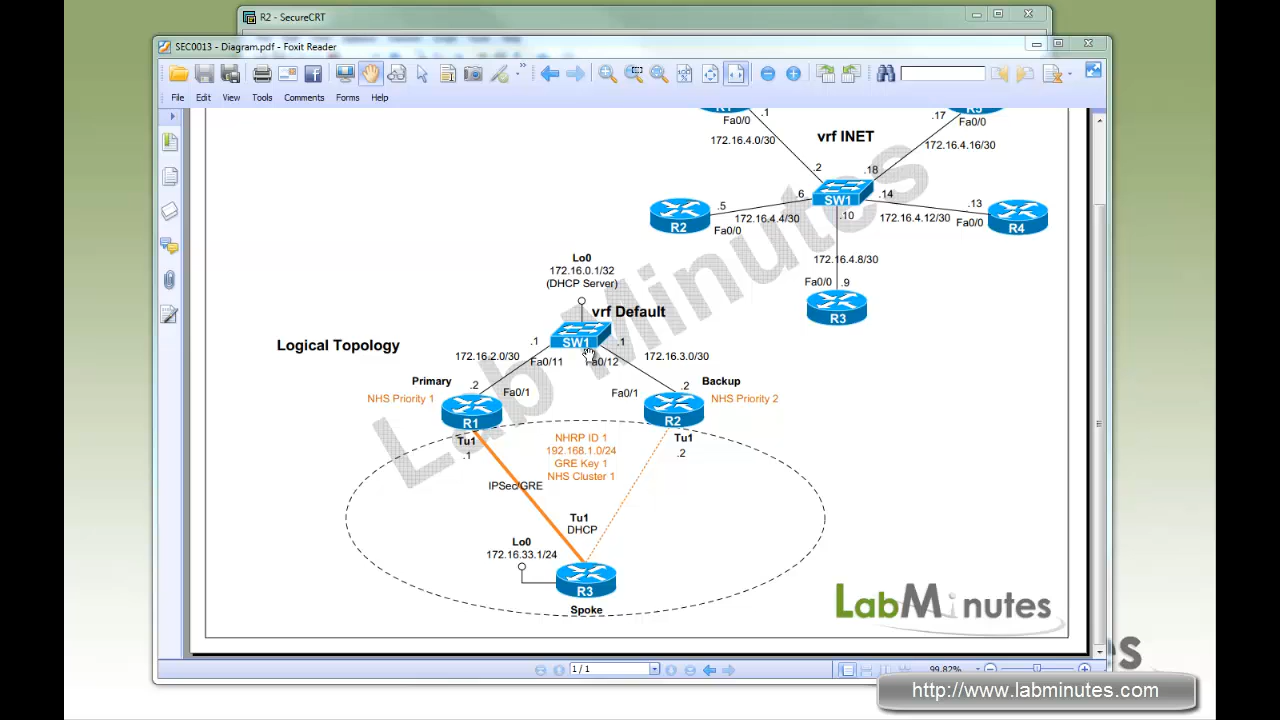 R2 - SecureCRT
SEC0013 - Diagram.pdf - Foxit Reader
File Edit View Tools Comments Forms Help
Fa0/0
.1
172.16.4.0/30
.2
vrf INET
.17
Fa0/0
172.16.4.16/30
.18
SW1
.6
.14
.10
R2
.5
172.16.4.4/30
Fa0/0
172.16.4.12/30
.13
Fa0/0
R4
172.16.4.8/30
Fa0/0
.9
R3
Lo0
172.16.0.1/32
(DHCP Server)
vrf Default
Logical Topology
SW1
.1
.1
172.16.2.0/30
Fa0/11
Fa0/12
172.16.3.0/30
Primary
NHS Priority 1
.2
Fa0/1
R1
Fa0/1
.2
Backup
NHS Priority 2
R2
Tu1
.1
NHRP ID 1
192.168.1.0/24
GRE Key 1
NHS Cluster 1
Tu1
.2
IPSec/GRE
Tu1
DHCP
Lo0
172.16.33.1/24
R3
Spoke
Lab Minutes
LabMinutes
1 / 1
99.82%
es
http://www.labminutes.com